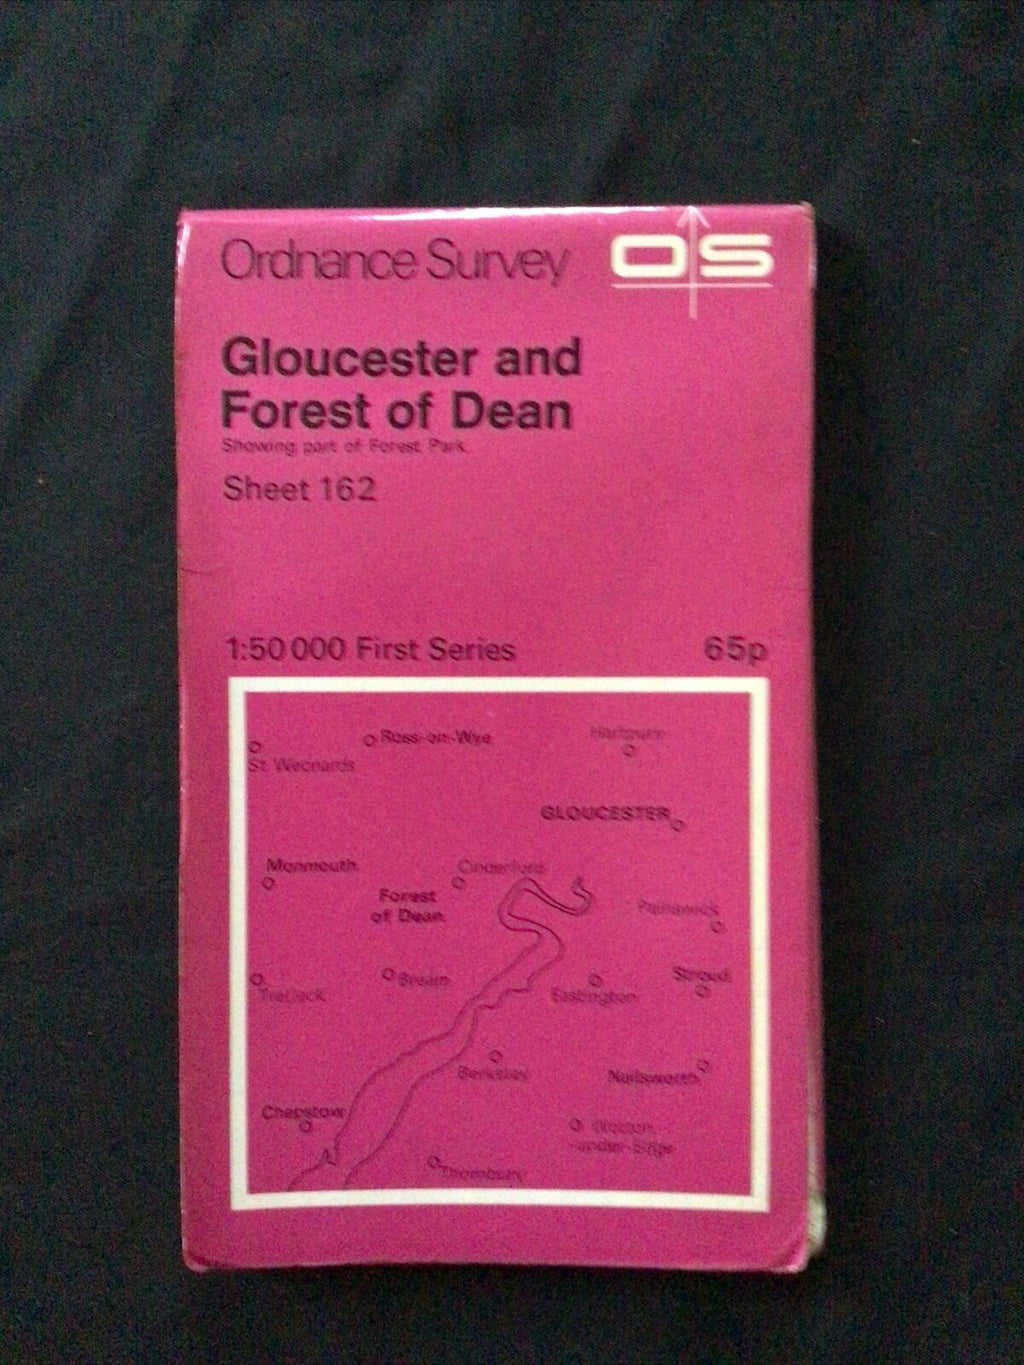 Ordnance Survey
OS
Gloucester and
Forest of Dean
Showing part of Forest Park
Sheet 162
1:50 000 First Series
65p
Ross-on-Wye
Hartpury
St. Weonards
GLOUCESTER
Monmouth
Cinderford
Forest
of Dean
Painswick
Bream
Stroud
Trelleck
Eastington
Berkeley
Nailsworth
Chepstow
Wotton
under-Edge
Thornbury